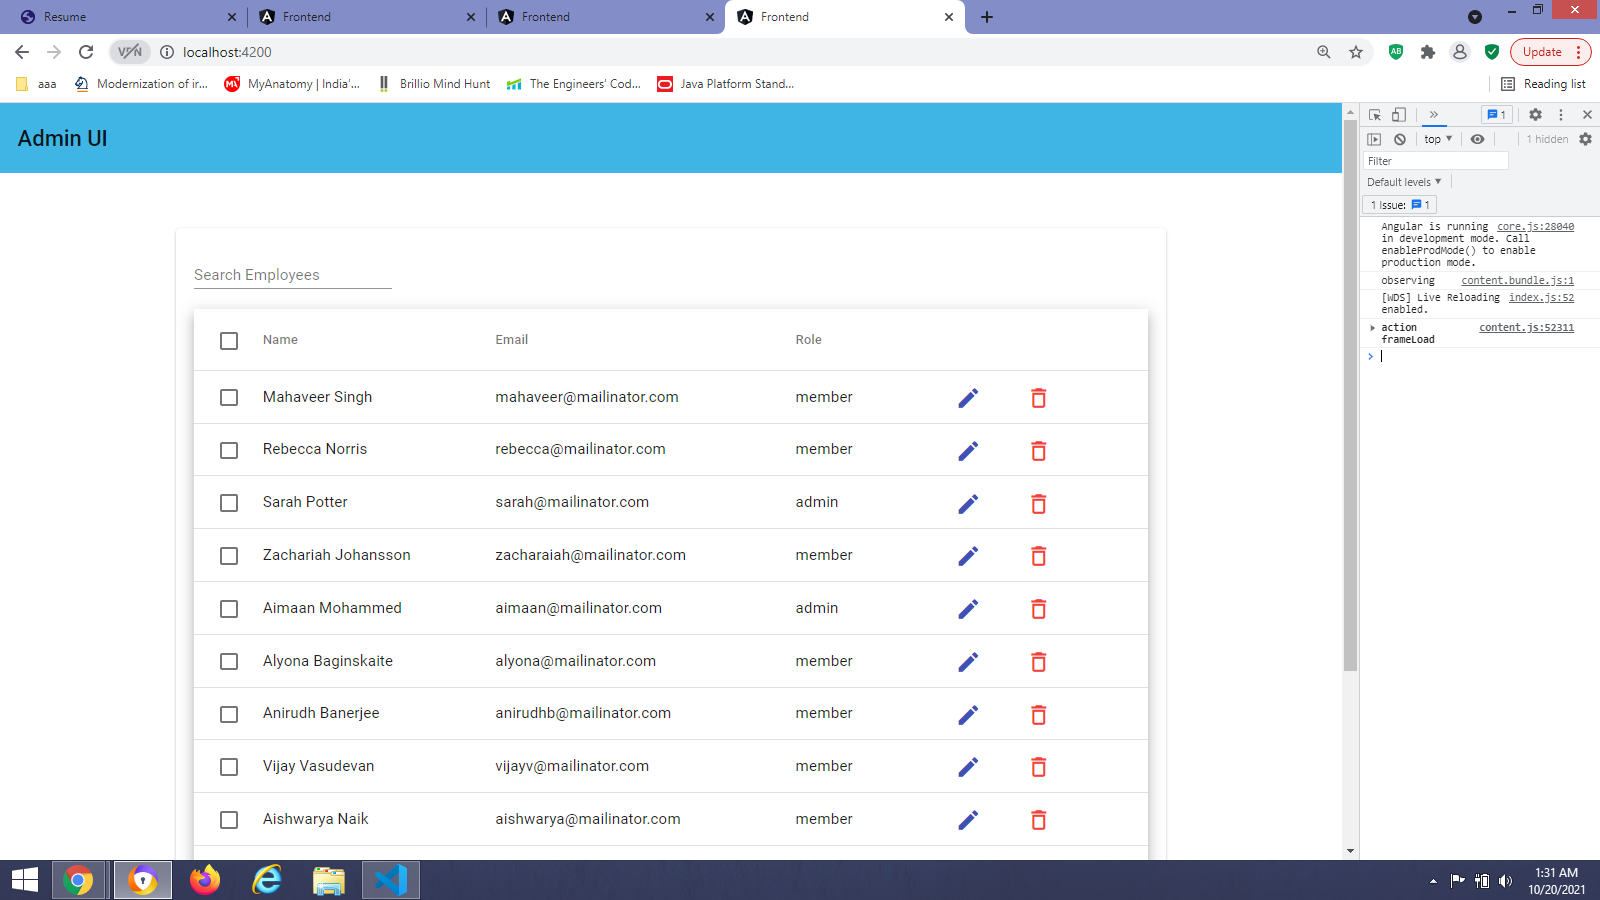 Resume
Frontend
Frontend
Frontend
VPN
localhost:4200
AB
Update
aaa
Modernization of ir...
MyAnatomy | India'...
Brillio Mind Hunt
The Engineers' Cod...
Java Platform Stand...
Reading list
Admin UI
Search Employees
Name Email Role
Mahaveer Singh mahaveer@mailinator.com member
Rebecca Norris rebecca@mailinator.com member
Sarah Potter sarah@mailinator.com admin
Zachariah Johansson zacharaiah@mailinator.com member
Aimaan Mohammed aimaan@mailinator.com admin
Alyona Baginskaite alyona@mailinator.com member
Anirudh Banerjee anirudhb@mailinator.com member
Vijay Vasudevan vijayv@mailinator.com member
Aishwarya Naik aishwarya@mailinator.com member
1
top
1 hidden
Filter
Default levels
1 Issue: 1
Angular is running core.js:28040
in development mode. Call
enableProdMode() to enable
production mode.
observing content.bundle.js:1
[WDS] Live Reloading index.js:52
enabled.
action content.js:52311
frameLoad
1:31 AM
10/20/2021